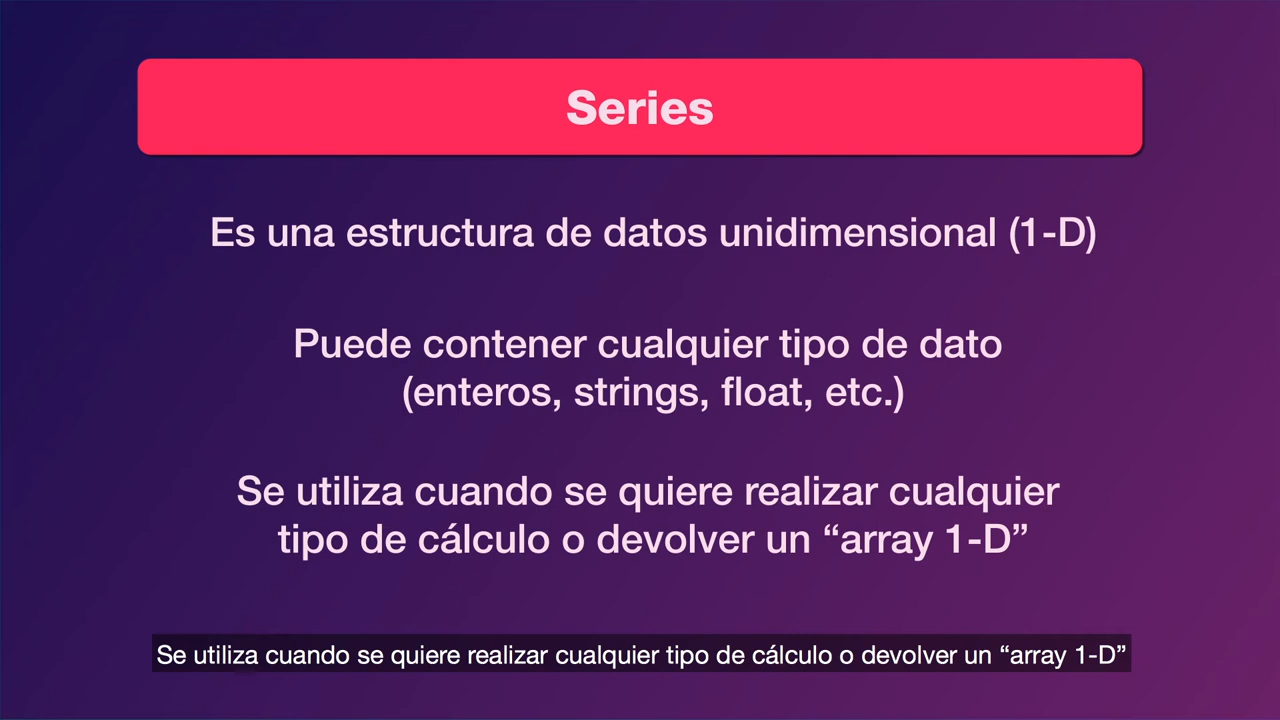 Series
Es una estructura de datos unidimensional (1-D)
Puede contener cualquier tipo de dato
(enteros, strings, float, etc.)
Se utiliza cuando se quiere realizar cualquier
tipo de cálculo o devolver un “array 1-D”
Se utiliza cuando se quiere realizar cualquier tipo de cálculo o devolver un “array 1-D”